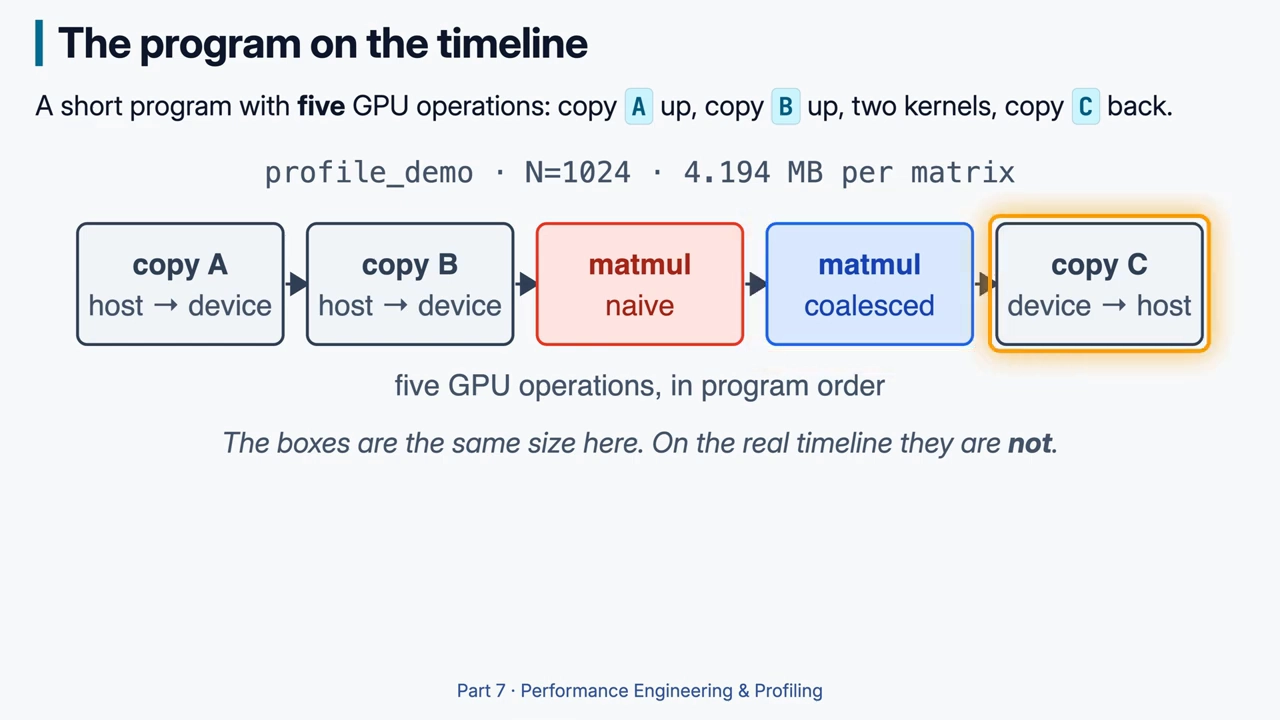 The program on the timeline
A short program with five GPU operations: copy A up, copy B up, two kernels, copy C back.
profile_demo · N=1024 · 4.194 MB per matrix
copy A
host → device
copy B
host → device
matmul
naive
matmul
coalesced
copy C
device → host
five GPU operations, in program order
The boxes are the same size here. On the real timeline they are not.
Part 7 · Performance Engineering & Profiling